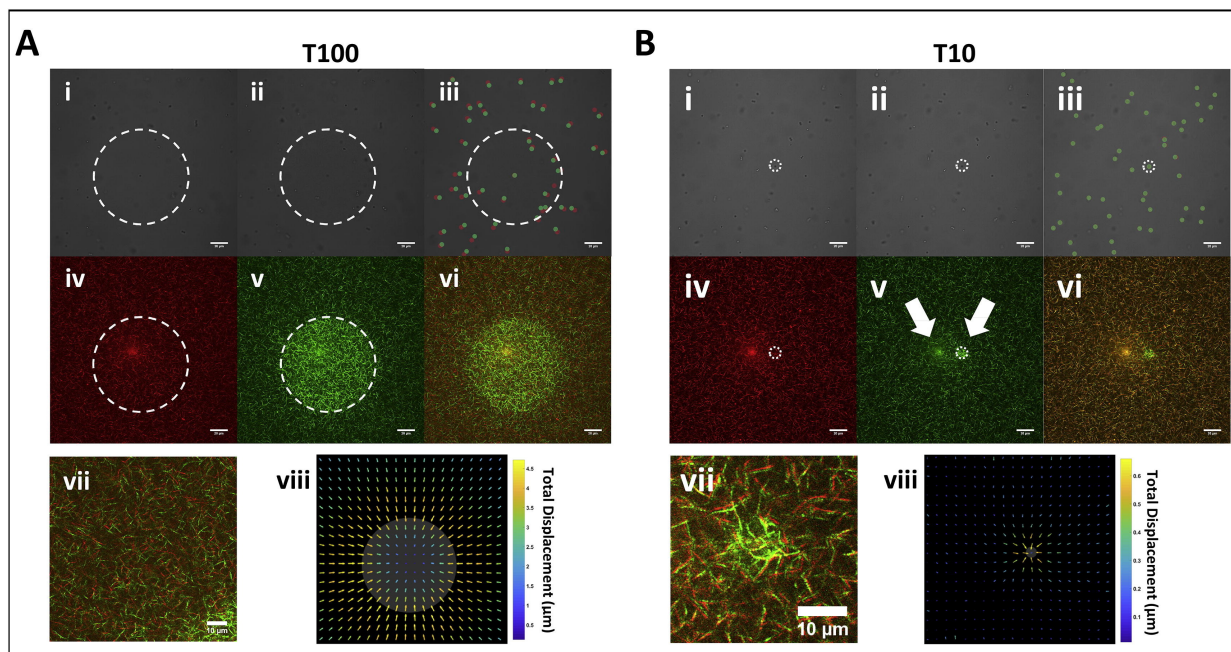 A
T100
i
ii
iii
iv
v
vi
vii
10 µm
viii
4.5
4
3.5
3
2.5
2
1.5
1
0.5
Total Displacement (µm)
B
T10
i
ii
iii
iv
v
vi
vii
10 µm
viii
0.6
0.5
0.4
0.3
0.2
0.1
Total Displacement (µm)